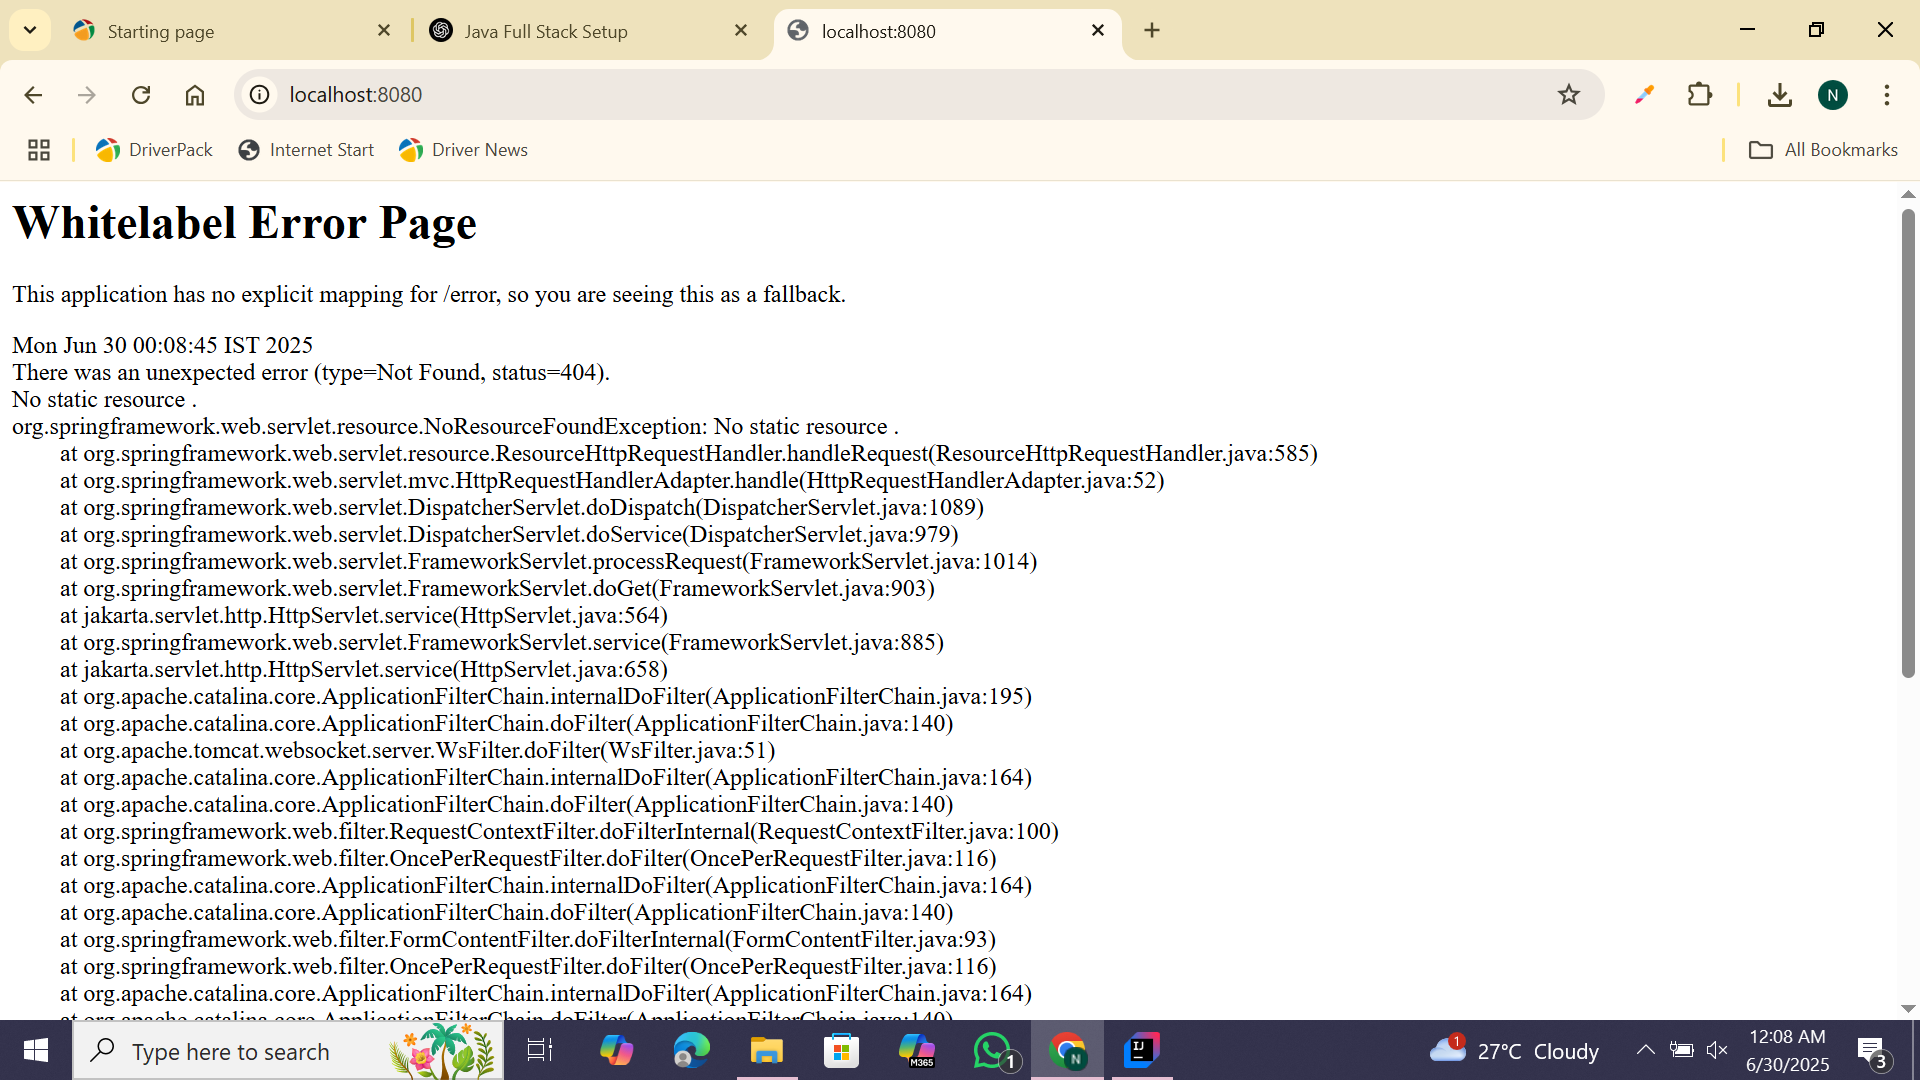 Starting page
Java Full Stack Setup
localhost:8080
localhost:8080
N
DriverPack
Internet Start
Driver News
All Bookmarks
Whitelabel Error Page
This application has no explicit mapping for /error, so you are seeing this as a fallback.
Mon Jun 30 00:08:45 IST 2025
There was an unexpected error (type=Not Found, status=404).
No static resource .
org.springframework.web.servlet.resource.NoResourceFoundException: No static resource .
at org.springframework.web.servlet.resource.ResourceHttpRequestHandler.handleRequest(ResourceHttpRequestHandler.java:585)
at org.springframework.web.servlet.mvc.HttpRequestHandlerAdapter.handle(HttpRequestHandlerAdapter.java:52)
at org.springframework.web.servlet.DispatcherServlet.doDispatch(DispatcherServlet.java:1089)
at org.springframework.web.servlet.DispatcherServlet.doService(DispatcherServlet.java:979)
at org.springframework.web.servlet.FrameworkServlet.processRequest(FrameworkServlet.java:1014)
at org.springframework.web.servlet.FrameworkServlet.doGet(FrameworkServlet.java:903)
at jakarta.servlet.http.HttpServlet.service(HttpServlet.java:564)
at org.springframework.web.servlet.FrameworkServlet.service(FrameworkServlet.java:885)
at jakarta.servlet.http.HttpServlet.service(HttpServlet.java:658)
at org.apache.catalina.core.ApplicationFilterChain.internalDoFilter(ApplicationFilterChain.java:195)
at org.apache.catalina.core.ApplicationFilterChain.doFilter(ApplicationFilterChain.java:140)
at org.apache.tomcat.websocket.server.WsFilter.doFilter(WsFilter.java:51)
at org.apache.catalina.core.ApplicationFilterChain.internalDoFilter(ApplicationFilterChain.java:164)
at org.apache.catalina.core.ApplicationFilterChain.doFilter(ApplicationFilterChain.java:140)
at org.springframework.web.filter.RequestContextFilter.doFilterInternal(RequestContextFilter.java:100)
at org.springframework.web.filter.OncePerRequestFilter.doFilter(OncePerRequestFilter.java:116)
at org.apache.catalina.core.ApplicationFilterChain.internalDoFilter(ApplicationFilterChain.java:164)
at org.apache.catalina.core.ApplicationFilterChain.doFilter(ApplicationFilterChain.java:140)
at org.springframework.web.filter.FormContentFilter.doFilterInternal(FormContentFilter.java:93)
at org.springframework.web.filter.OncePerRequestFilter.doFilter(OncePerRequestFilter.java:116)
at org.apache.catalina.core.ApplicationFilterChain.internalDoFilter(ApplicationFilterChain.java:164)
at org.apache.catalina.core.ApplicationFilterChain.doFilter(ApplicationFilterChain.java:140)
Type here to search
M365
1
N
IJ
1
27°C Cloudy
12:08 AM
6/30/2025
3